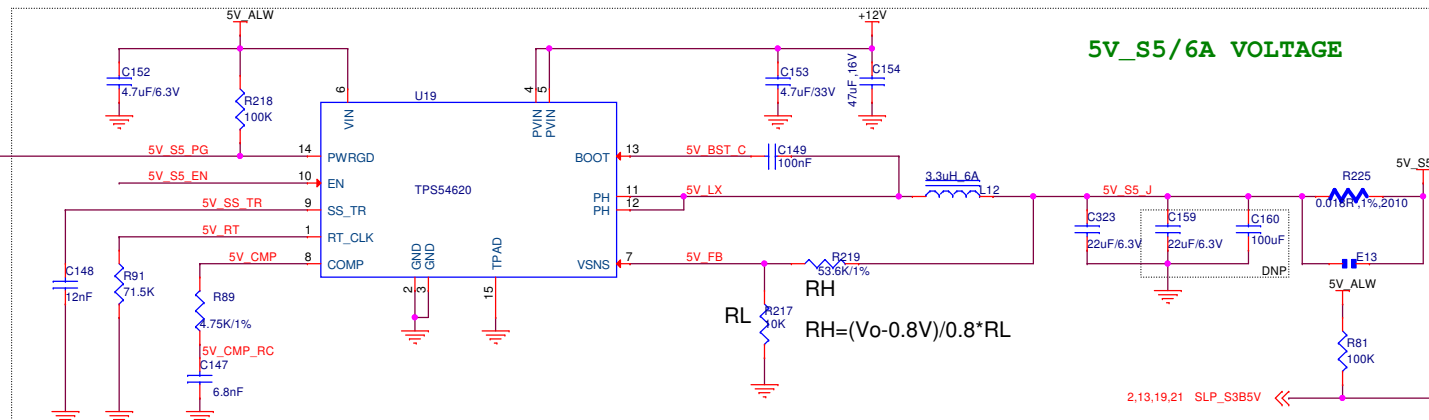 5V_ALW
+12V
5V_S5/6A VOLTAGE
C152
4.7uF/6.3V
R218
100K
6
U19
4
5
C153
4.7uF/33V
47uF,16V
C154
VIN
PVIN
PVIN
5V_S5_PG
14
PWRGD
BOOT
13
5V_BST_C
C149
100nF
5V_S5_EN
10
EN
TPS54620
PH
11
5V_LX
3.3uH_6A
L12
5V_S5_J
R225
0.018R,1%,2010
5V_S
PH
12
5V_SS_TR
9
SS_TR
C323
22uF/6.3V
C159
22uF/6.3V
C160
100uF
5V_RT
1
RT_CLK
5V_CMP
8
COMP
GND
GND
TPAD
VSNS
7
5V_FB
R219
53.6K/1%
E13
DNP
C148
12nF
R91
71.5K
R89
4.75K/1%
2
3
15
RH
5V_ALW
RL
R217
10K
RH=(Vo-0.8V)/0.8*RL
R81
100K
5V_CMP_RC
C147
6.8nF
2,13,19,21 SLP_S3B5V